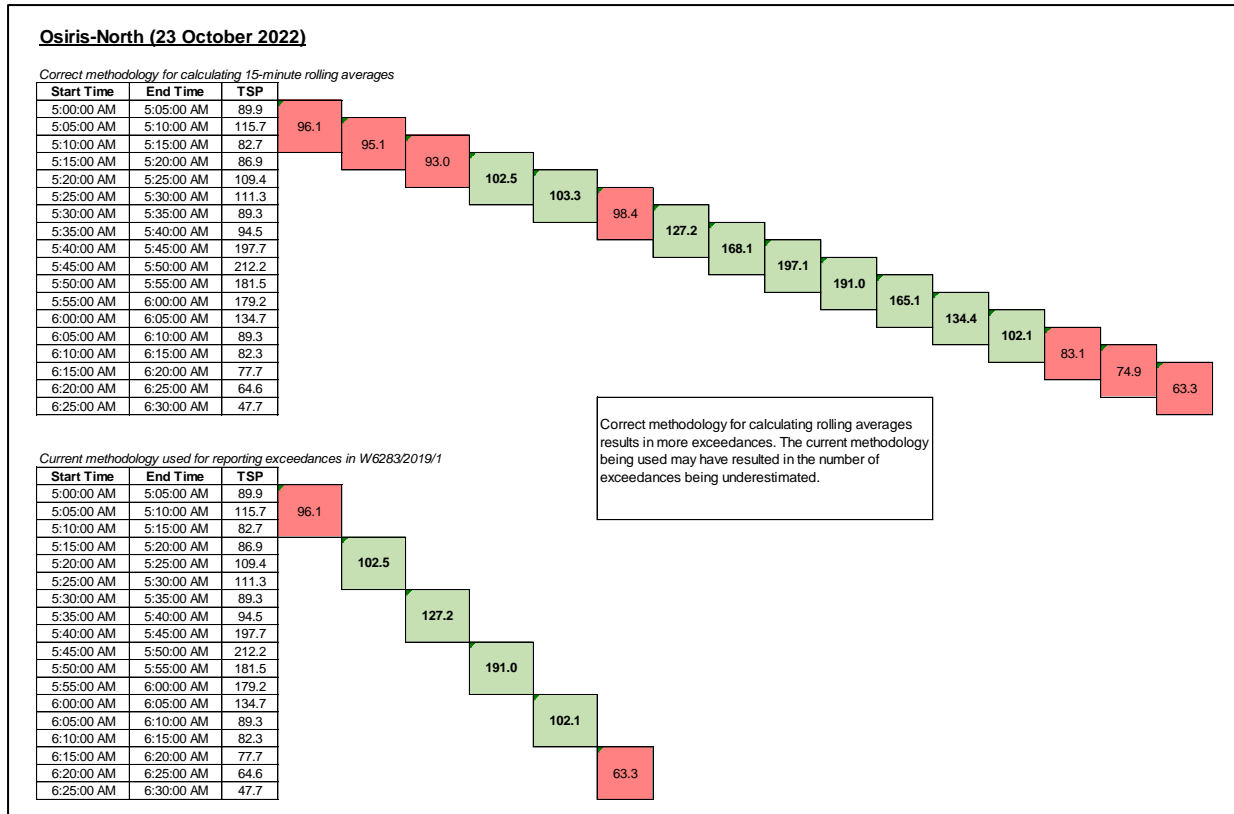 Osiris-North (23 October 2022)
Correct methodology for calculating 15-minute rolling averages
Start Time End Time TSP
5:00:00 AM 5:05:00 AM 89.9
5:05:00 AM 5:10:00 AM 115.7 96.1
5:10:00 AM 5:15:00 AM 82.7 95.1
5:15:00 AM 5:20:00 AM 86.9 93.0
5:20:00 AM 5:25:00 AM 109.4 102.5
5:25:00 AM 5:30:00 AM 111.3 103.3
5:30:00 AM 5:35:00 AM 89.3 98.4
5:35:00 AM 5:40:00 AM 94.5 127.2
5:40:00 AM 5:45:00 AM 197.7 168.1
5:45:00 AM 5:50:00 AM 212.2 197.1
5:50:00 AM 5:55:00 AM 181.5 191.0
5:55:00 AM 6:00:00 AM 179.2 165.1
6:00:00 AM 6:05:00 AM 134.7 134.4
6:05:00 AM 6:10:00 AM 89.3 102.1
6:10:00 AM 6:15:00 AM 82.3 83.1
6:15:00 AM 6:20:00 AM 77.7 74.9
6:20:00 AM 6:25:00 AM 64.6 63.3
6:25:00 AM 6:30:00 AM 47.7
Correct methodology for calculating rolling averages
results in more exceedances. The current methodology
being used may have resulted in the number of
exceedances being underestimated.
Current methodology used for reporting exceedances in W6283/2019/1
Start Time End Time TSP
5:00:00 AM 5:05:00 AM 89.9
5:05:00 AM 5:10:00 AM 115.7 96.1
5:10:00 AM 5:15:00 AM 82.7
5:15:00 AM 5:20:00 AM 86.9
5:20:00 AM 5:25:00 AM 109.4 102.5
5:25:00 AM 5:30:00 AM 111.3
5:30:00 AM 5:35:00 AM 89.3
5:35:00 AM 5:40:00 AM 94.5 127.2
5:40:00 AM 5:45:00 AM 197.7
5:45:00 AM 5:50:00 AM 212.2
5:50:00 AM 5:55:00 AM 181.5 191.0
5:55:00 AM 6:00:00 AM 179.2
6:00:00 AM 6:05:00 AM 134.7
6:05:00 AM 6:10:00 AM 89.3 102.1
6:10:00 AM 6:15:00 AM 82.3
6:15:00 AM 6:20:00 AM 77.7
6:20:00 AM 6:25:00 AM 64.6 63.3
6:25:00 AM 6:30:00 AM 47.7